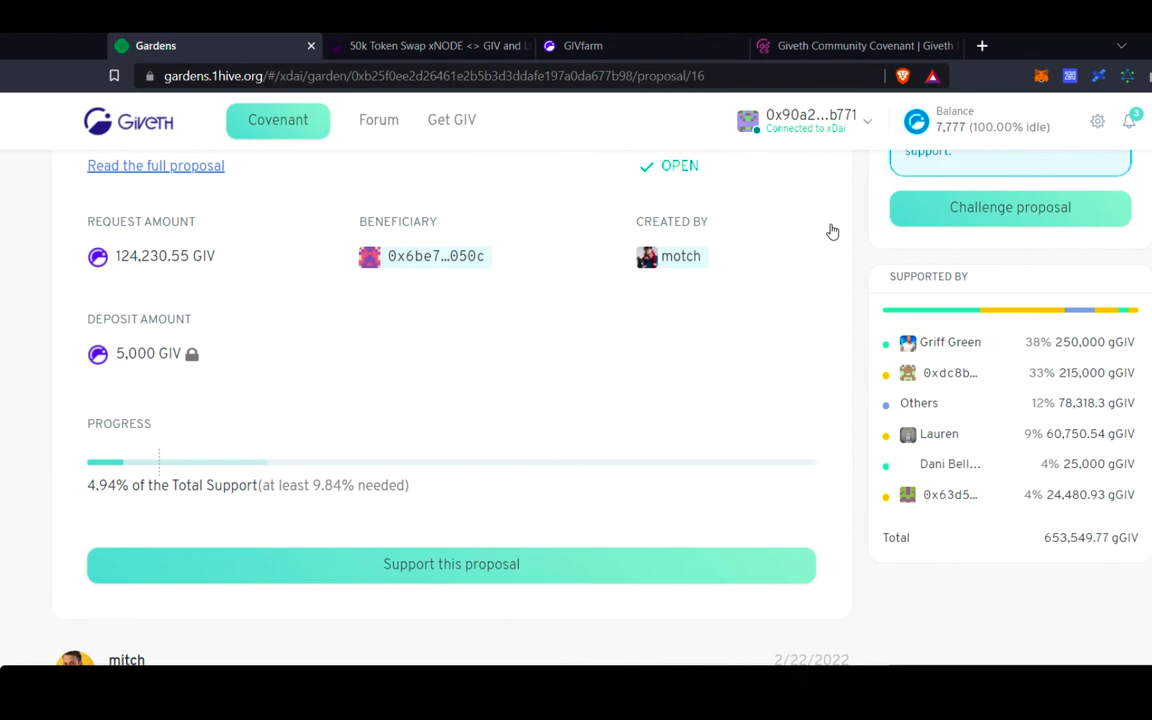 Gardens
50k Token Swap xNODE <> GIV and L
GIVfarm
Giveth Community Covenant | Giveth
gardens.1hive.org/#/xdai/garden/0xb25f0ee2d26461e2b5b3d3ddafe197a0da677b98/proposal/16
GIVETH
Covenant
Forum
Get GIV
0x90a2...b771
Connected to xDai
Balance
7,777 (100.00% idle)
3
Read the full proposal
OPEN
support.
Challenge proposal
REQUEST AMOUNT
BENEFICIARY
CREATED BY
124,230.55 GIV
0x6be7...050c
motch
DEPOSIT AMOUNT
5,000 GIV
PROGRESS
4.94% of the Total Support(at least 9.84% needed)
Support this proposal
SUPPORTED BY
Griff Green 38% 250,000 gGIV
0xdc8b... 33% 215,000 gGIV
Others 12% 78,318.3 gGIV
Lauren 9% 60,750.54 gGIV
Dani Bell... 4% 25,000 gGIV
0x63d5... 4% 24,480.93 gGIV
Total 653,549.77 gGIV
mitch
2/22/2022